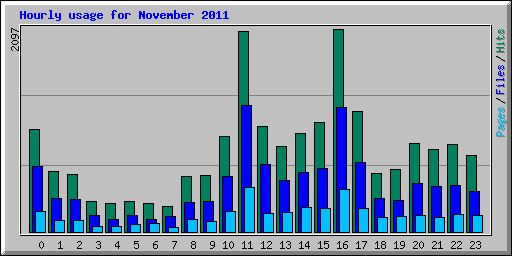 Hourly usage for November 2011
2097
Pages / Files / Hits
0 1 2 3 4 5 6 7 8 9 10 11 12 13 14 15 16 17 18 19 20 21 22 23